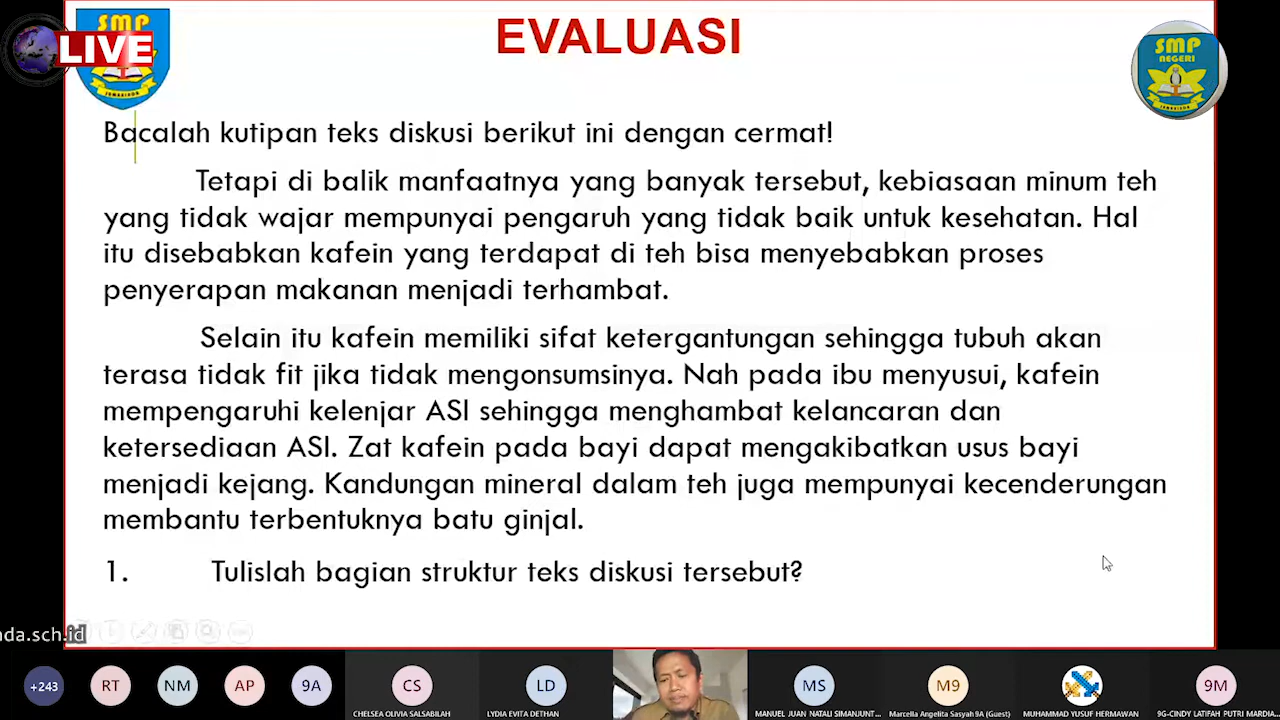 SMP
LIVE
EVALUASI
SMP
NEGERI
Bacalah kutipan teks diskusi berikut ini dengan cermat!
Tetapi di balik manfaatnya yang banyak tersebut, kebiasaan minum teh
yang tidak wajar mempunyai pengaruh yang tidak baik untuk kesehatan. Hal
itu disebabkan kafein yang terdapat di teh bisa menyebabkan proses
penyerapan makanan menjadi terhambat.
Selain itu kafein memiliki sifat ketergantungan sehingga tubuh akan
terasa tidak fit jika tidak mengonsumsinya. Nah pada ibu menyusui, kafein
mempengaruhi kelenjar ASI sehingga menghambat kelancaran dan
ketersediaan ASI. Zat kafein pada bayi dapat mengakibatkan usus bayi
menjadi kejang. Kandungan mineral dalam teh juga mempunyai kecenderungan
membantu terbentuknya batu ginjal.
1. Tulislah bagian struktur teks diskusi tersebut?
nda.sch.id
+243 RT NM AP 9A CS LD MS M9 9M
CHELSEA OLIVIA SALSABILAH LYDIA EVITA DETHAN MANUEL JUAN NATALI SIMANJUNT... Marcella Angelita Sasyah 9A (Guest) MUHAMMAD YUSUF HERMAWAN 9G-CINDY LATIFAH PUTRI MARDIA...